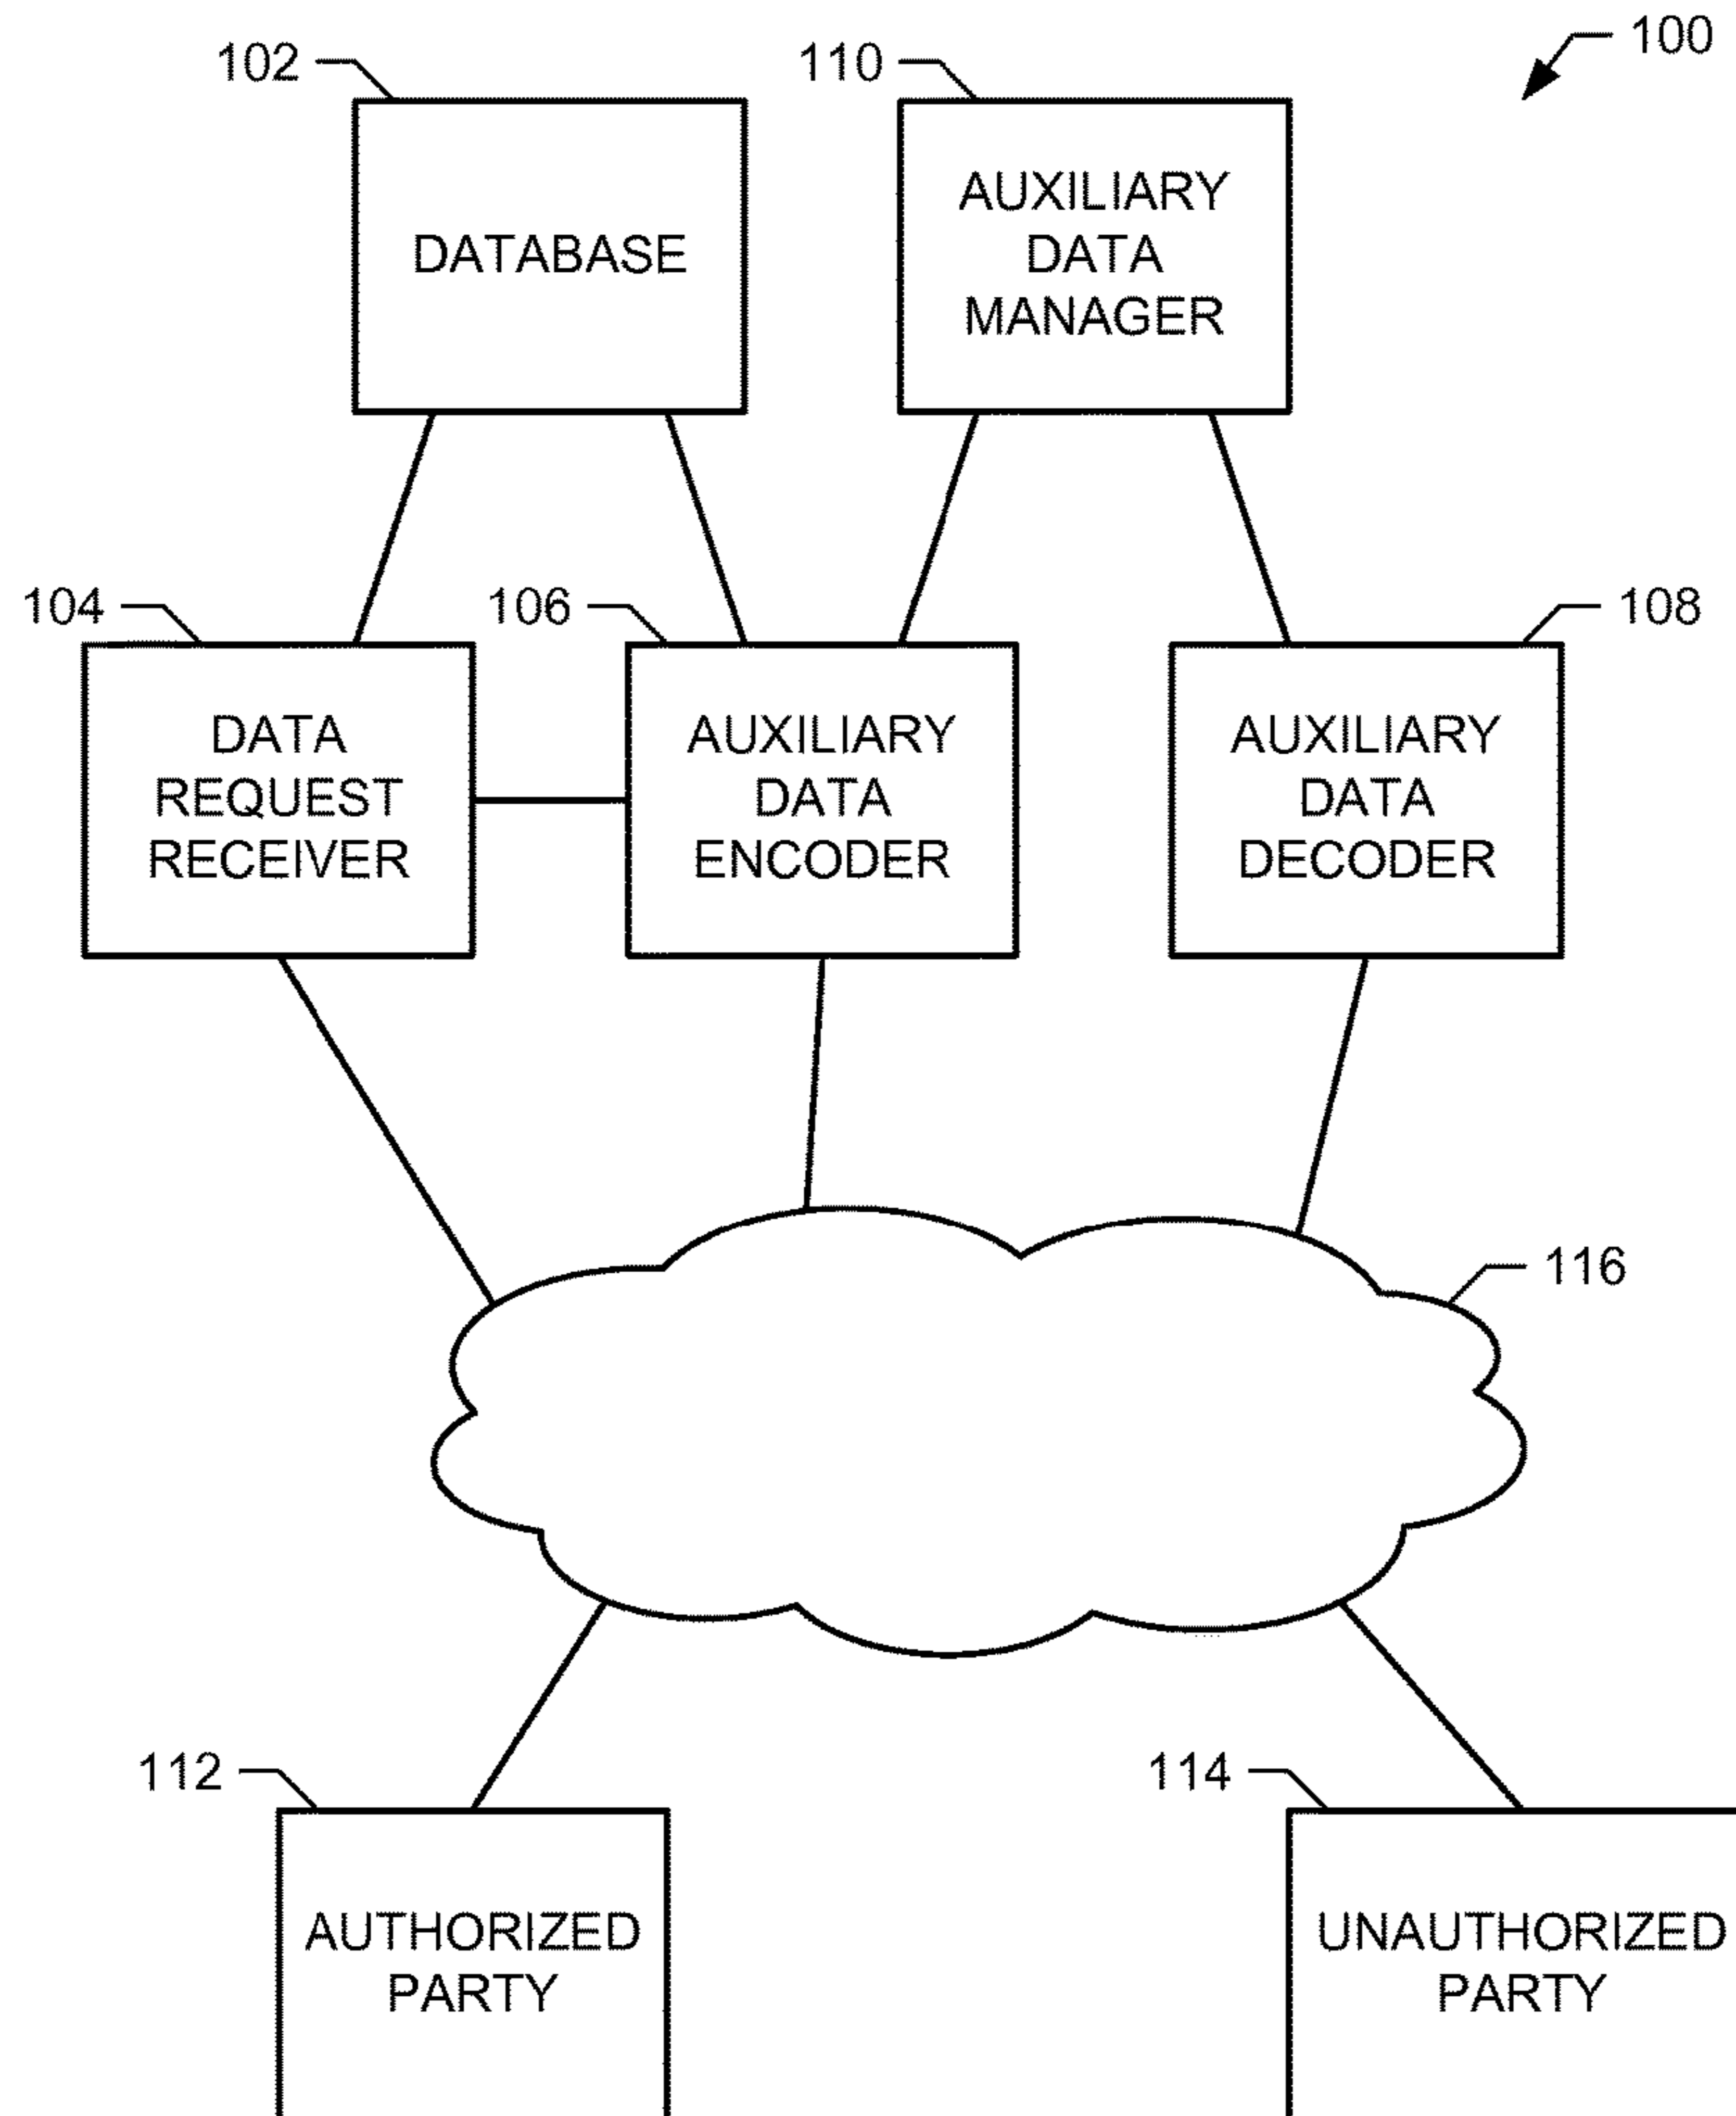 100
102
110
DATABASE
AUXILIARY
DATA
MANAGER
104
106
108
DATA
REQUEST
RECEIVER
AUXILIARY
DATA
ENCODER
AUXILIARY
DATA
DECODER
116
112
114
AUTHORIZED
PARTY
UNAUTHORIZED
PARTY